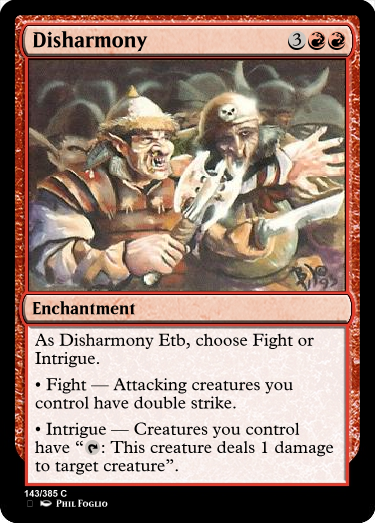 Disharmony 3
Enchantment
As Disharmony Etb, choose Fight or
Intrigue.
• Fight — Attacking creatures you
control have double strike.
• Intrigue — Creatures you control
have “: This creature deals 1 damage
to target creature”.
143/385 C
Phil Foglio